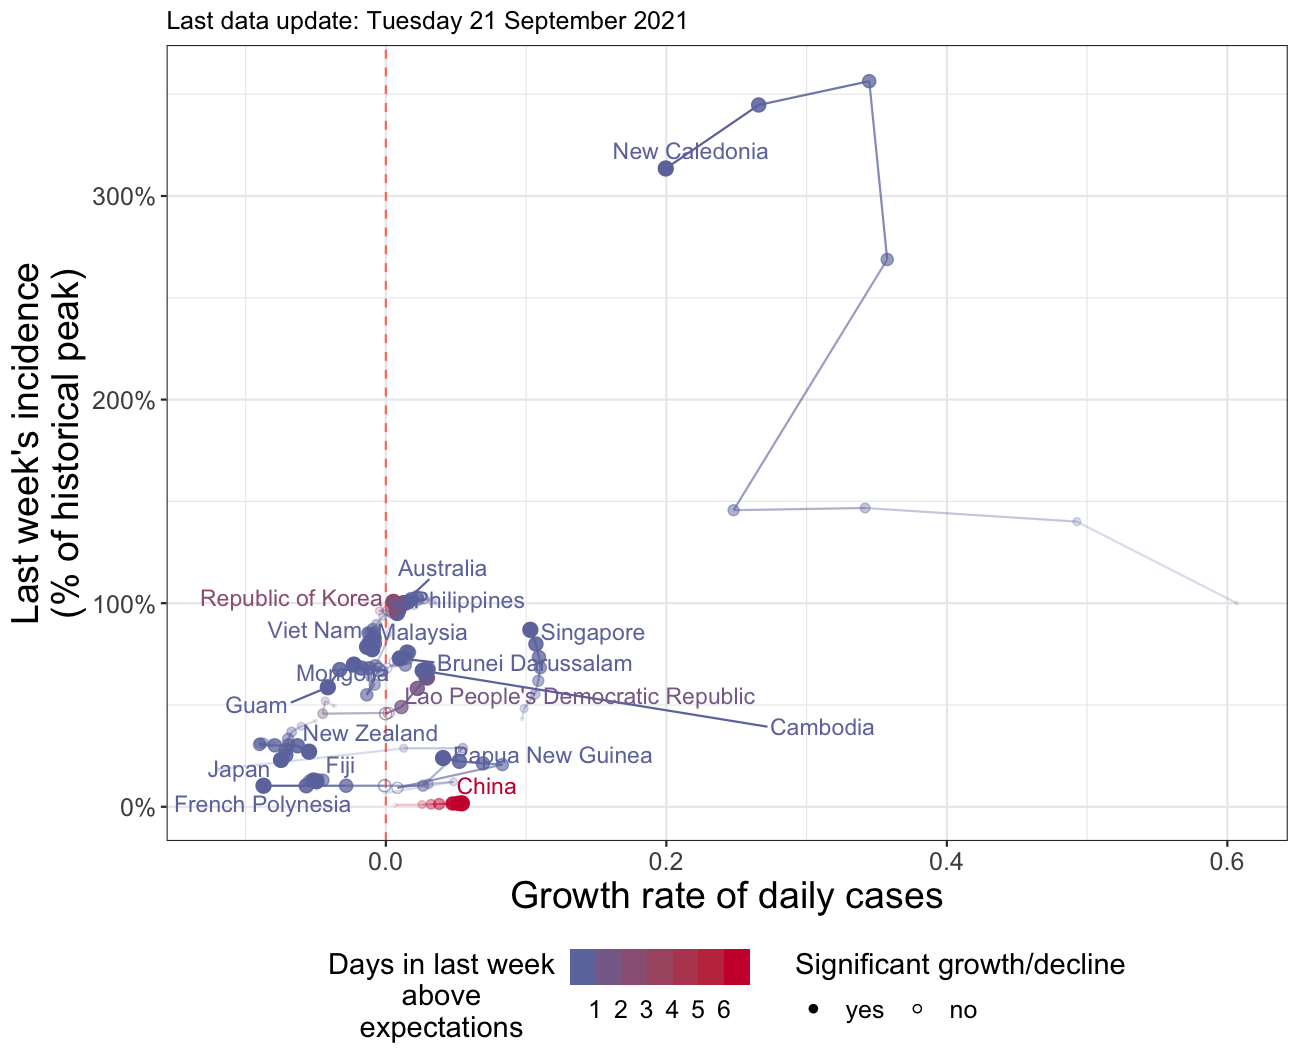 Last data update: Tuesday 21 September 2021
Last week's incidence
(% of historical peak)
300%
200%
100%
0%
New Caledonia
Australia
Republic of Korea
Philippines
Viet Nam
Malaysia
Singapore
Mongolia
Brunei Darussalam
Guam
Lao People's Democratic Republic
Cambodia
New Zealand
Japan
Fiji
Papua New Guinea
French Polynesia
China
0.0
0.2
0.4
0.6
Growth rate of daily cases
Days in last week
above
expectations
1 2 3 4 5 6
Significant growth/decline
yes
no